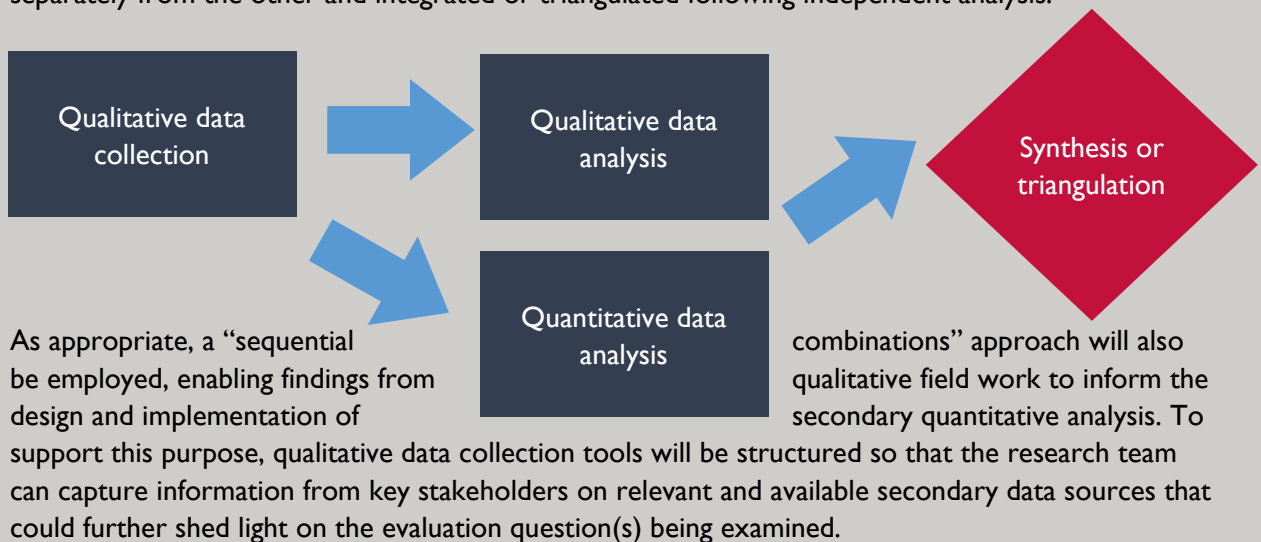 separately from the other and integrated or triangulated following independent analysis.
Qualitative data
collection
Qualitative data
analysis
Synthesis or
triangulation
Quantitative data
analysis
As appropriate, a “sequential combinations” approach will also
be employed, enabling findings from qualitative field work to inform the
design and implementation of secondary quantitative analysis. To
support this purpose, qualitative data collection tools will be structured so that the research team
can capture information from key stakeholders on relevant and available secondary data sources that
could further shed light on the evaluation question(s) being examined.